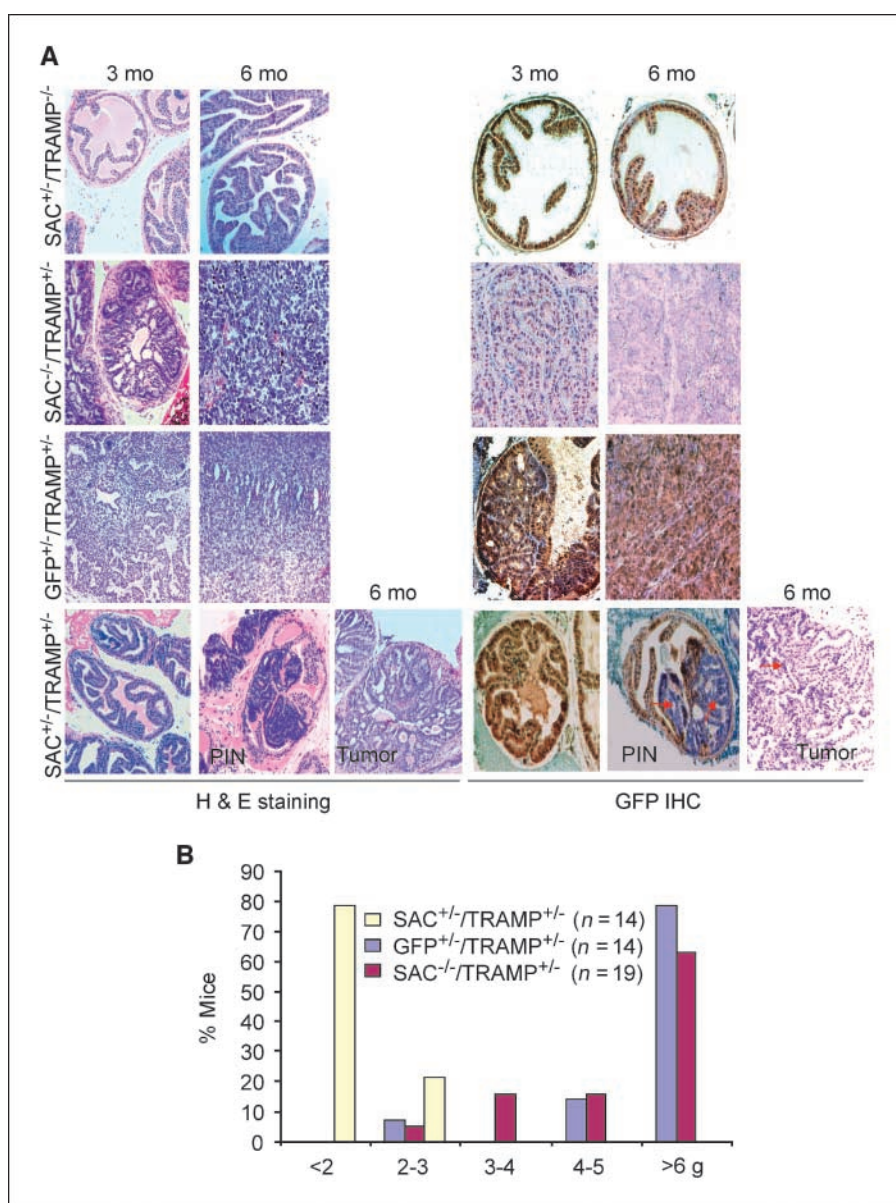 A
3 mo 6 mo 3 mo 6 mo
SAC+/-/TRAMP-/-
SAC-/-/TRAMP+/-
GFP+/-/TRAMP+/-
6 mo 6 mo
SAC+/-/TRAMP+/-
PIN Tumor PIN Tumor
H & E staining GFP IHC
B
90
80
70
60
50
40
30
20
10
0
% Mice
SAC+/-/TRAMP+/- (n = 14)
GFP+/-/TRAMP+/- (n = 14)
SAC-/-/TRAMP+/- (n = 19)
<2 2-3 3-4 4-5 >6 g